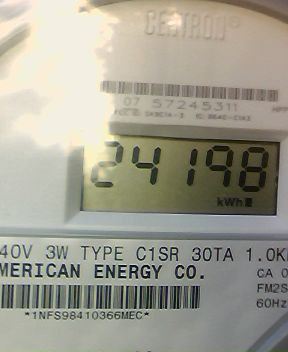 CENTRON®
07 57245311
24198
kWh
40V 3W TYPE C1SR 30TA 1.0K
MERICAN ENERGY CO.
CA 0
FM2S
60Hz
*1NFS98410366MEC*